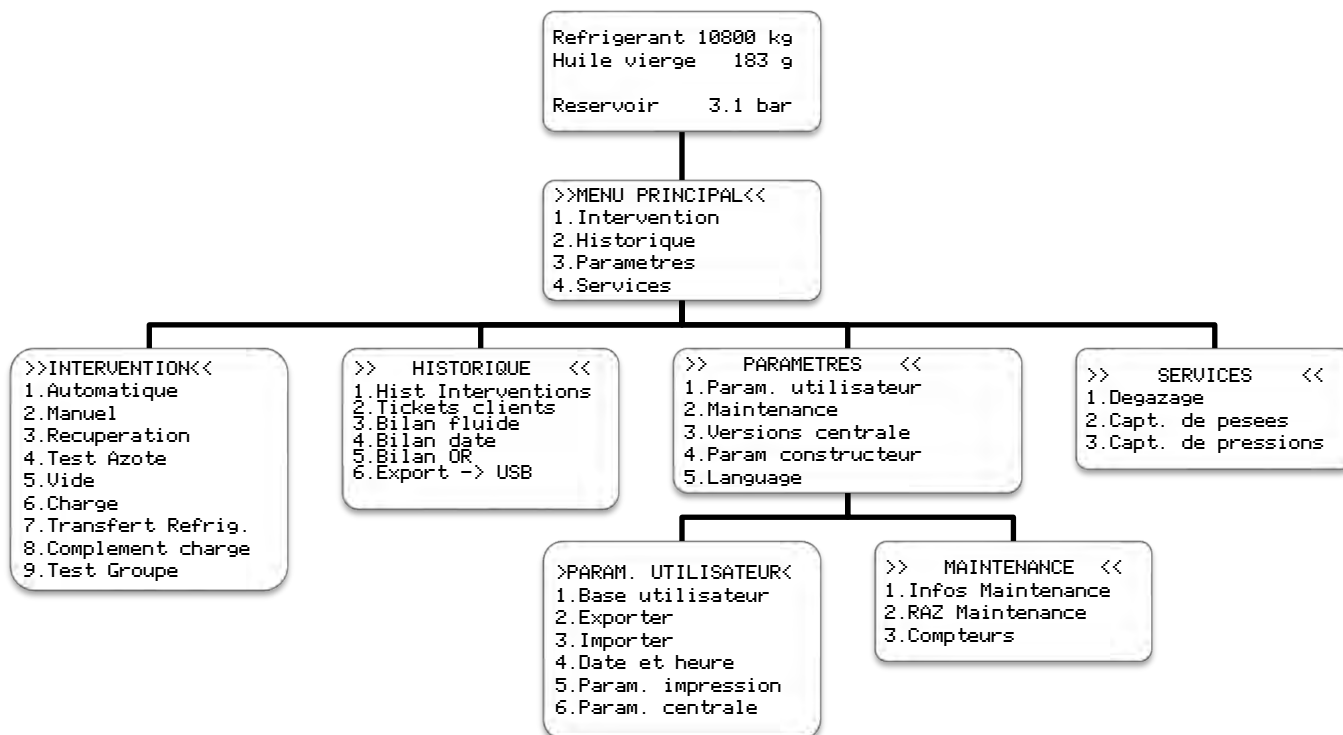 Refrigerant 10800 kg
Huile vierge 183 g
Reservoir 3.1 bar
>>MENU PRINCIPAL<<
1.Intervention
2.Historique
3.Parametres
4.Services
>>INTERVENTION<<
1.Automatique
2.Manuel
3.Recuperation
4.Test Azote
5.Vide
6.Charge
7.Transfert Refrig.
8.Complement charge
9.Test Groupe
>> HISTORIQUE <<
1.Hist Interventions
2.Tickets clients
3.Bilan fluide
4.Bilan date
5.Bilan OR
6.Export -> USB
>> PARAMETRES <<
1.Param. utilisateur
2.Maintenance
3.Versions centrale
4.Param constructeur
5.Language
>> SERVICES <<
1.Degazage
2.Capt. de pesees
3.Capt. de pressions
>PARAM. UTILISATEUR<
1.Base utilisateur
2.Exporter
3.Importer
4.Date et heure
5.Param. impression
6.Param. centrale
>> MAINTENANCE <<
1.Infos Maintenance
2.RAZ Maintenance
3.Compteurs